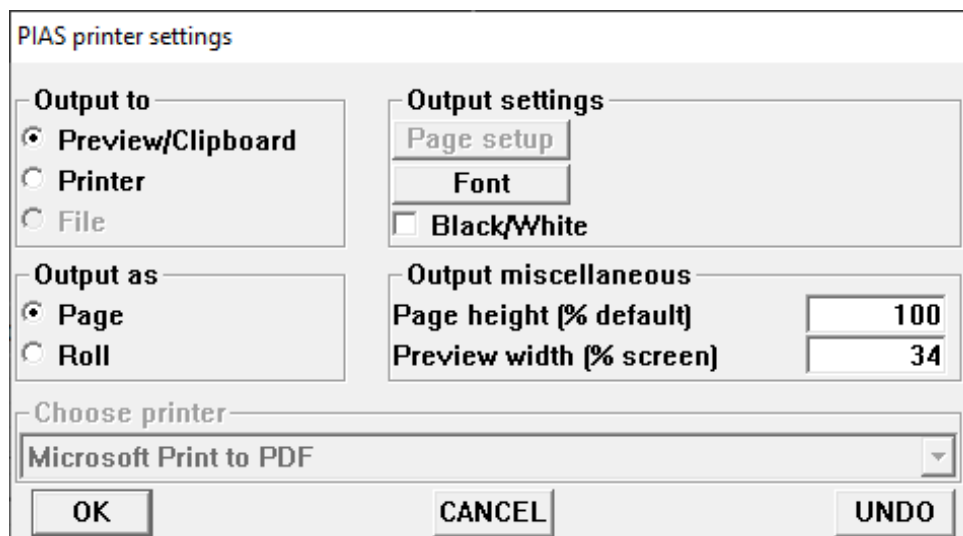 PIAS printer settings
Output to
Preview/Clipboard
Printer
File
Output settings
Page setup
Font
Black/White
Output as
Page
Roll
Output miscellaneous
Page height (% default) 100
Preview width (% screen) 34
Choose printer
Microsoft Print to PDF
OK CANCEL UNDO